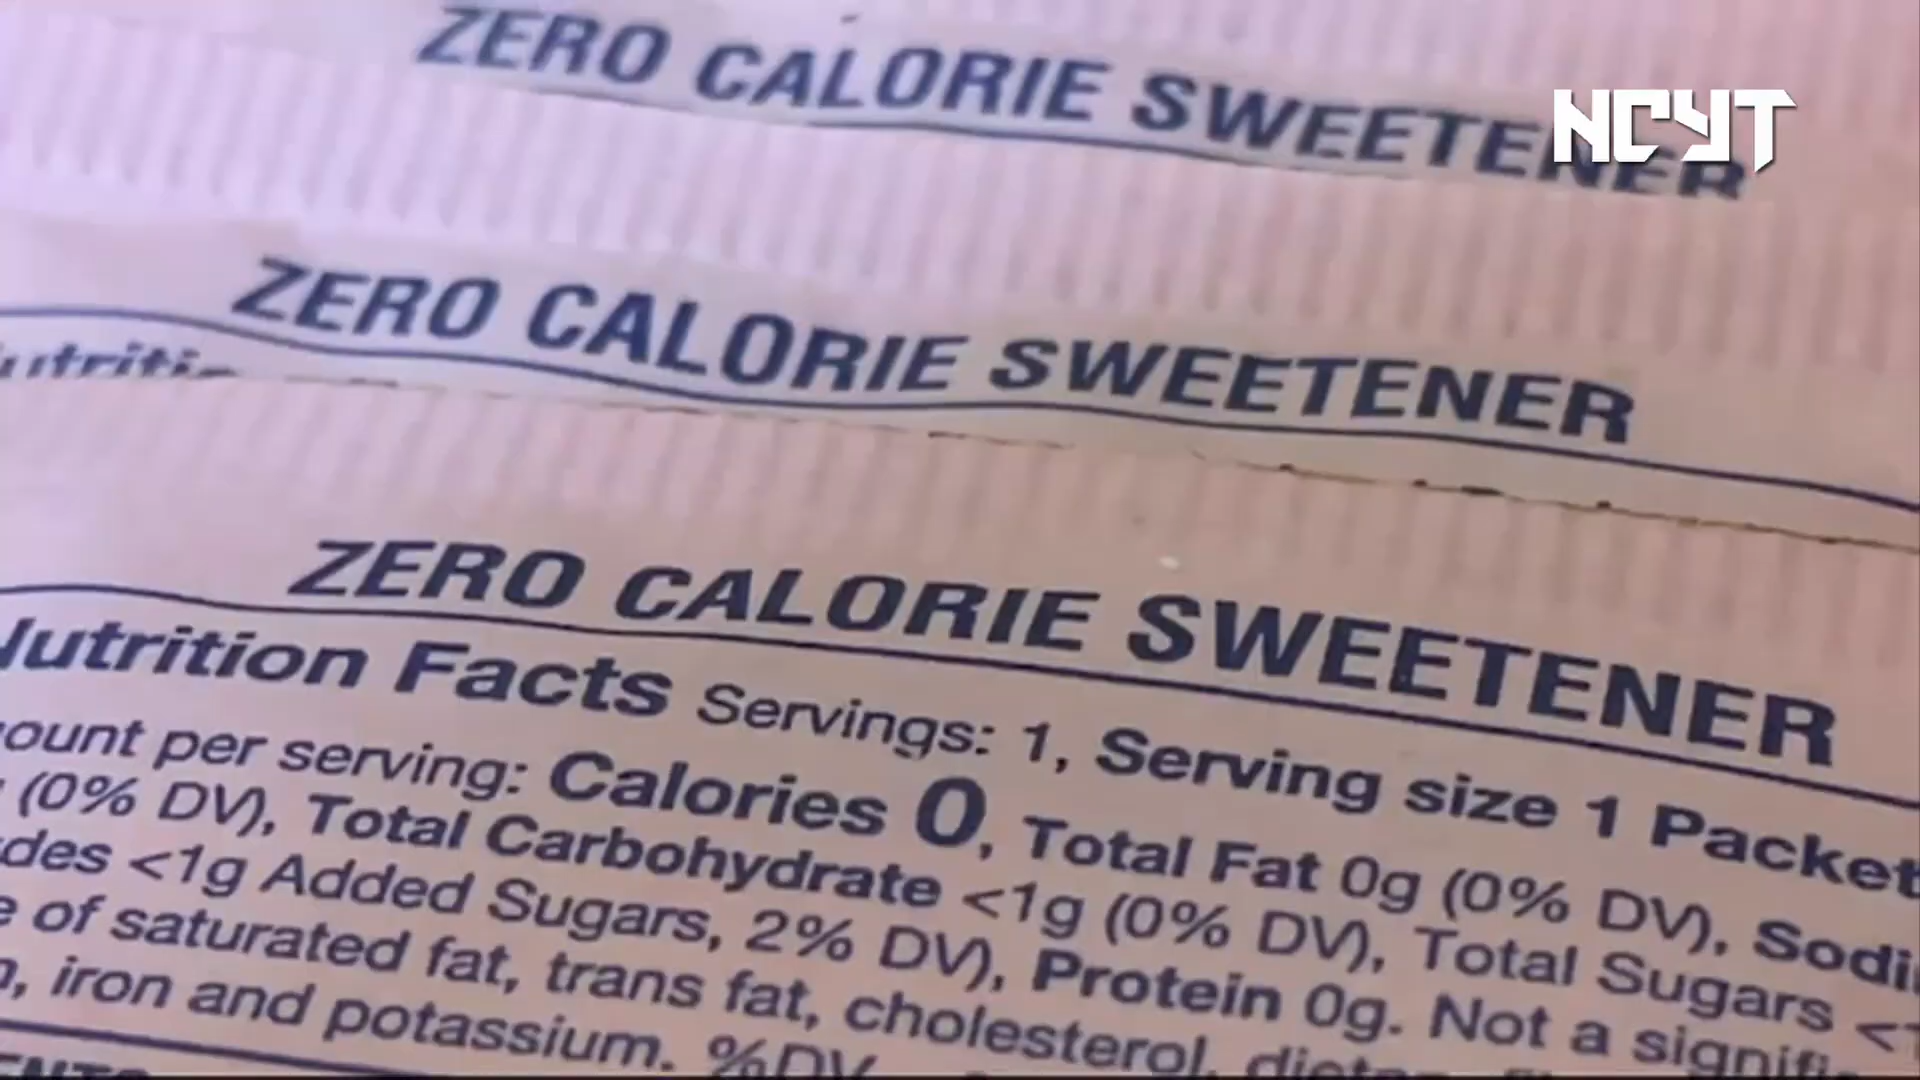 ZERO CALORIE SWEETENER
NCYT
ZERO CALORIE SWEETENER
ZERO CALORIE SWEETENER
Nutrition Facts Servings: 1, Serving size 1 Packet
ount per serving: Calories 0, Total Fat 0g (0% DV), Sodi
(0% DV), Total Carbohydrate <1g (0% DV), Total Sugars <1
des <1g Added Sugars, 2% DV), Protein 0g. Not a signifi
e of saturated fat, trans fat, cholesterol, dietar
, iron and potassium. %DV